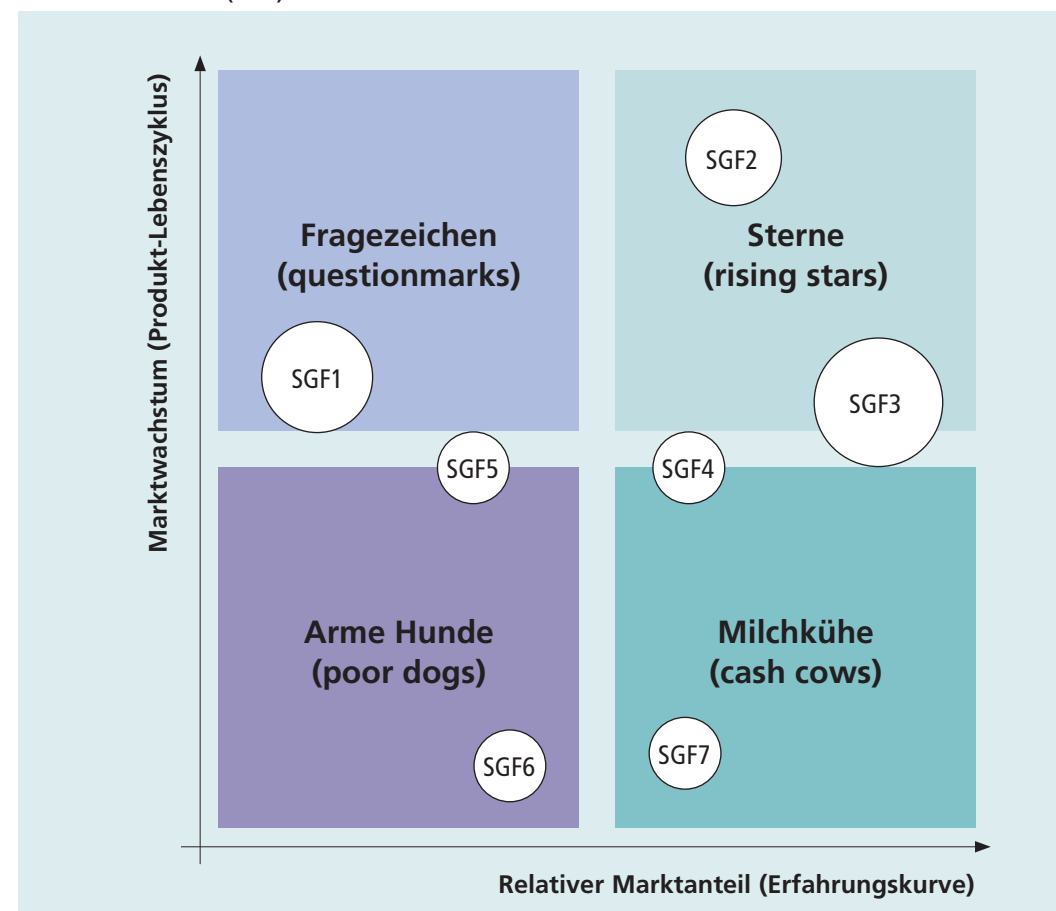 Marktwachstum (Produkt-Lebenszyklus)
SGF2
Fragezeichen
(questionmarks)
Sterne
(rising stars)
SGF1
SGF3
SGF5
SGF4
Arme Hunde
(poor dogs)
Milchkühe
(cash cows)
SGF6
SGF7
Relativer Marktanteil (Erfahrungskurve)